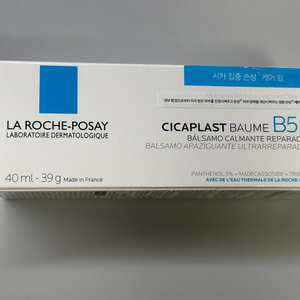 시카 집중 손상 케어 밤
LA ROCHE-POSAY
LABORATOIRE DERMATOLOGIQUE
CICAPLAST BAUME B5
BÁLSAMO CALMANTE REPARAD
BÁLSAMO APAZIGUANTE ULTRARREPARAD
40 ml - 39 g Made in France
PANTHENOL 5% + MADECASSOSIDE + TRI
AVEC DE L'EAU THERMALE DE LA ROCHE-